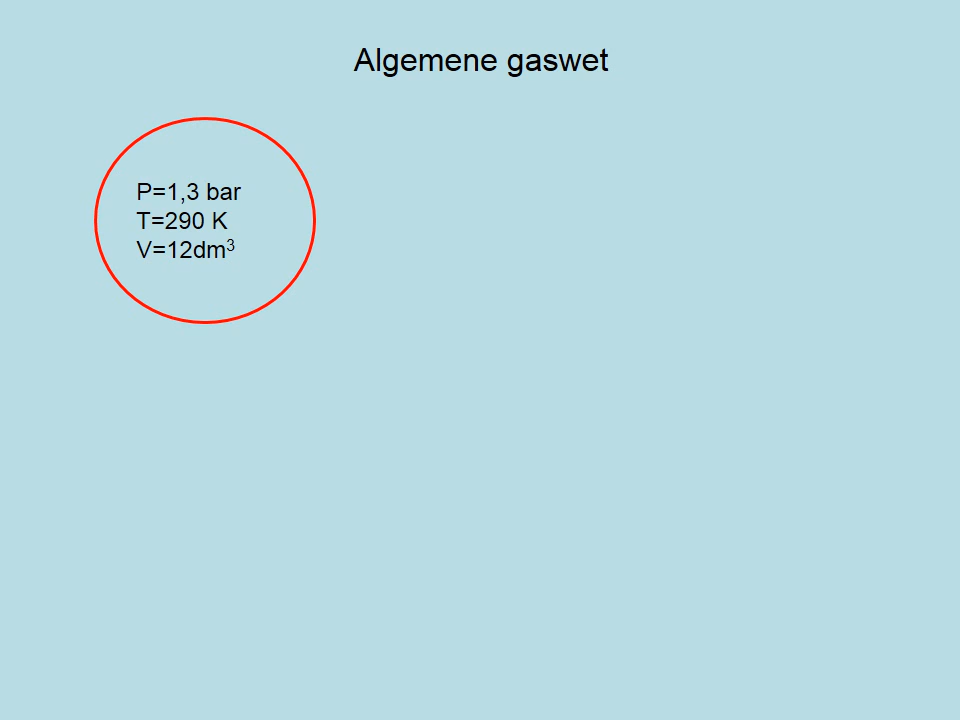 Algemene gaswet
P=1,3 bar
T=290 K
V=12dm³